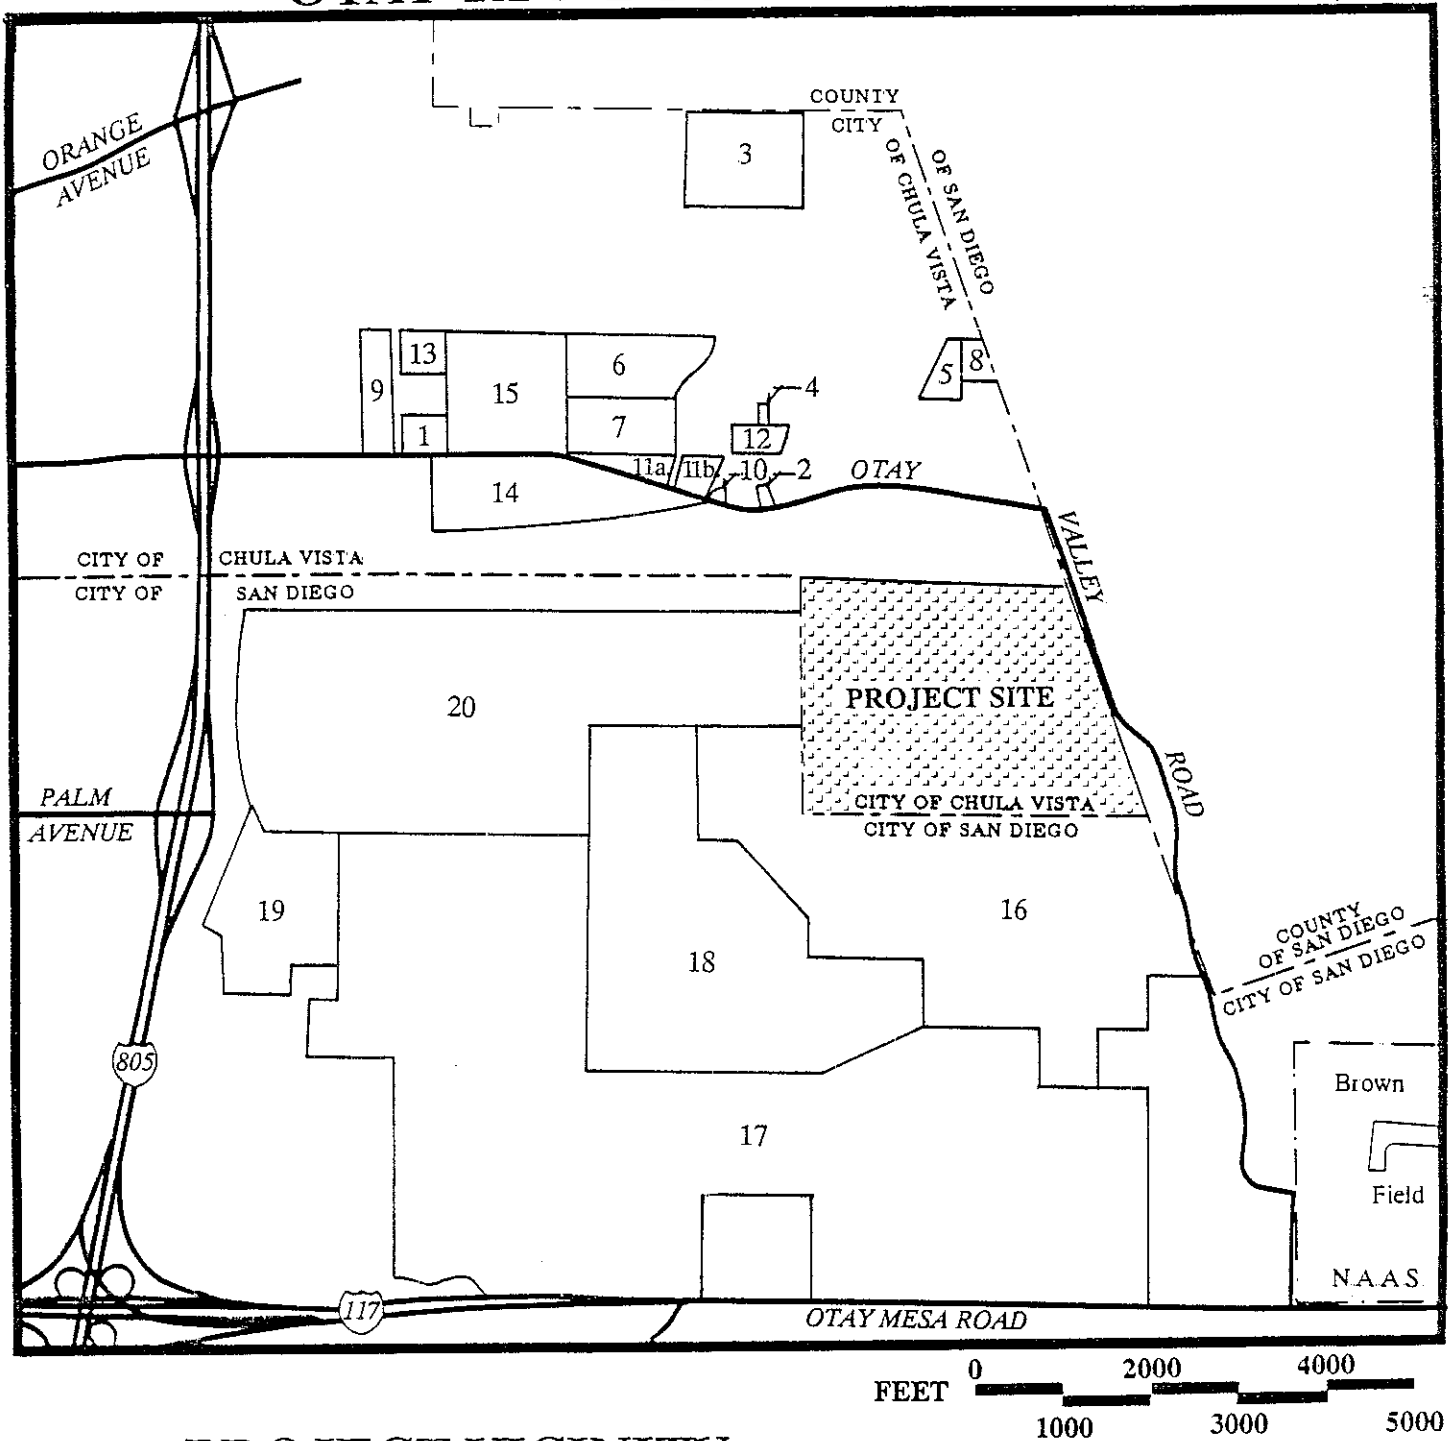 COUNTY
CITY
OF SAN DIEGO
OF CHULA VISTA
ORANGE
AVENUE
3
13
6
5
8
9
15
4
1
7
12
11a
11b
10
2
14
OTAY
VALLEY
ROAD
CITY OF CHULA VISTA
CITY OF SAN DIEGO
20
PROJECT SITE
PALM
AVENUE
CITY OF CHULA VISTA
CITY OF SAN DIEGO
19
16
18
COUNTY
OF SAN DIEGO
CITY OF SAN DIEGO
805
Brown
17
Field
N.A.A.S.
117
OTAY MESA ROAD
FEET
0 2000 4000
1000 3000 5000